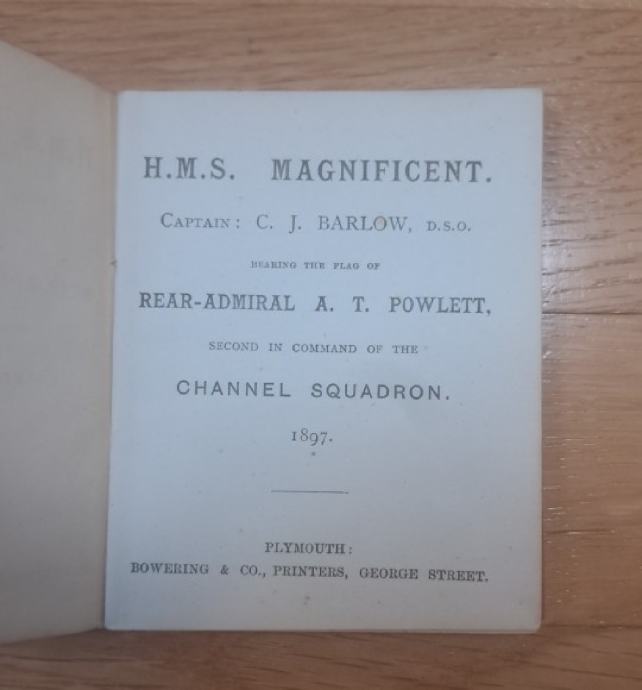 H.M.S. MAGNIFICENT.
CAPTAIN: C. J. BARLOW, D.S.O.
BEARING THE FLAG OF
REAR-ADMIRAL A. T. POWLETT,
SECOND IN COMMAND OF THE
CHANNEL SQUADRON.
1897.
PLYMOUTH:
BOWERING & CO., PRINTERS, GEORGE STREET.